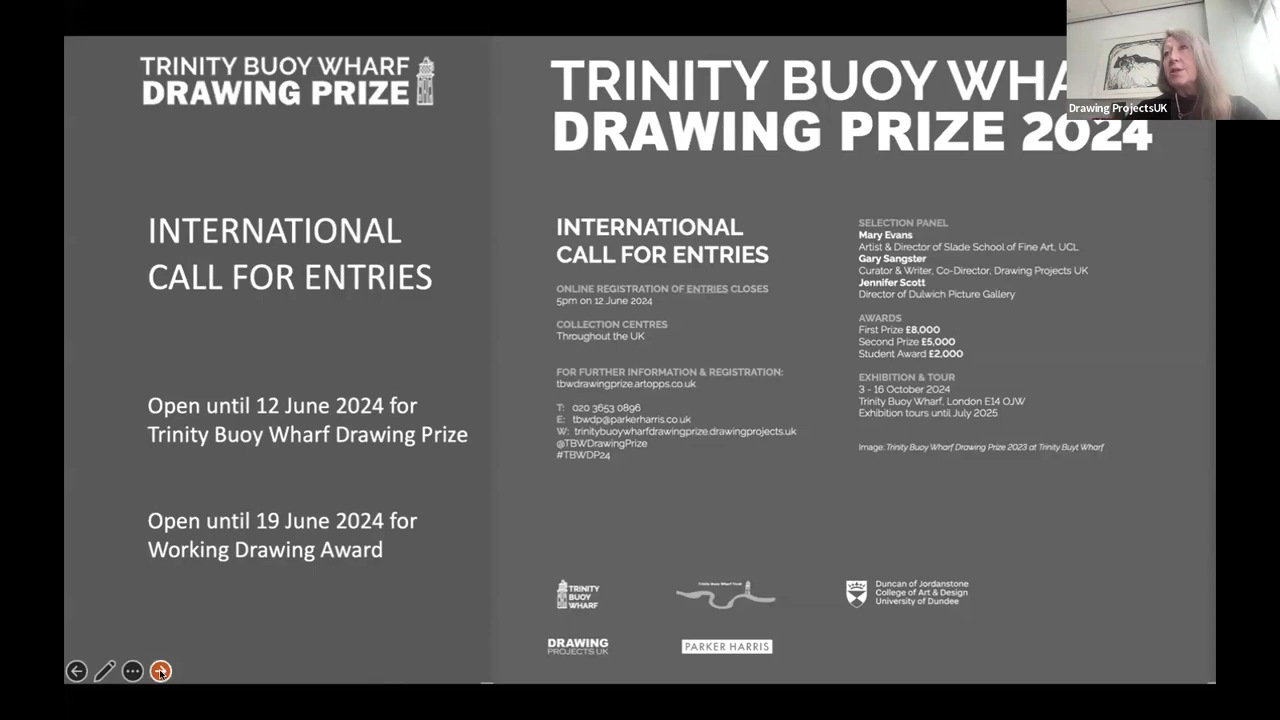 TRINITY BUOY WHARF
DRAWING PRIZE
INTERNATIONAL
CALL FOR ENTRIES
Open until 12 June 2024 for
Trinity Buoy Wharf Drawing Prize
Open until 19 June 2024 for
Working Drawing Award
TRINITY BUOY WHA
DRAWING PRIZE 2024
INTERNATIONAL
CALL FOR ENTRIES
ONLINE REGISTRATION OF ENTRIES CLOSES
5pm on 12 June 2024
COLLECTION CENTRES
Throughout the UK
FOR FURTHER INFORMATION & REGISTRATION:
tbwdrawingprize.artopps.co.uk
T: 020 3653 0896
E: tbwdp@parkerharris.co.uk
W: trinitybuoywharfdrawingprize.drawingprojects.uk
@TBWDrawingPrize
#TBWDP24
SELECTION PANEL
Mary Evans
Artist & Director of Slade School of Fine Art, UCL
Gary Sangster
Curator & Writer, Co-Director, Drawing Projects UK
Jennifer Scott
Director of Dulwich Picture Gallery
AWARDS
First Prize £8,000
Second Prize £5,000
Student Award £2,000
EXHIBITION & TOUR
3 - 16 October 2024
Trinity Buoy Wharf, London E14 OJW
Exhibition tours until July 2025
Image: Trinity Buoy Wharf Drawing Prize 2023 at Trinity Buyt Wharf
TRINITY
BUOY
WHARF
Trinity Buoy Wharf Trust
Duncan of Jordanstone
College of Art & Design
University of Dundee
DRAWING
PROJECTS UK
PARKER HARRIS
Drawing ProjectsUK